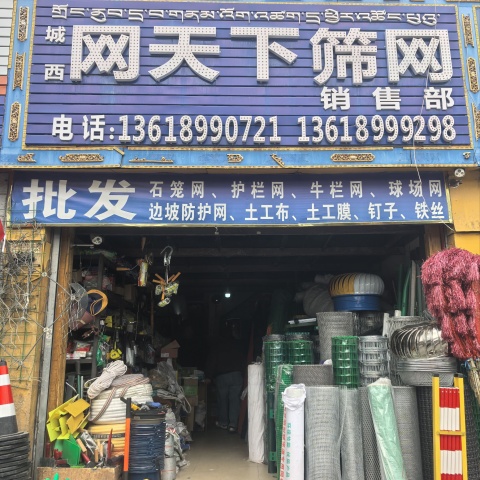 城西
网天下筛网
销售部
电话:13618990721 13618999298
批发
石笼网、护栏网、牛栏网、球场网
边坡防护网、土工布、土工膜、钉子、铁丝